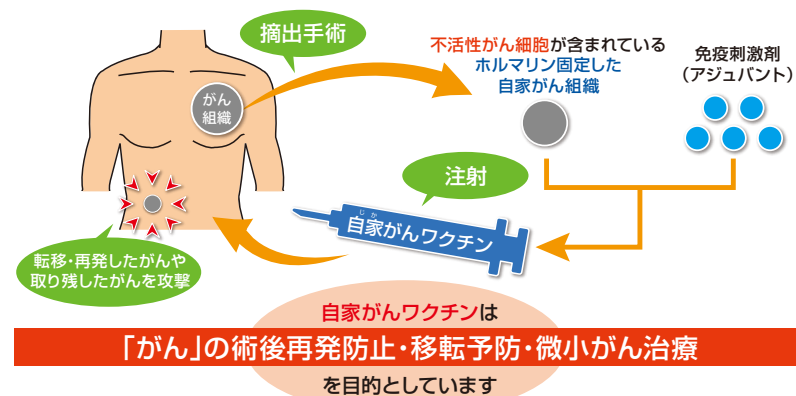 摘出手術
がん
組織
不活性がん細胞が含まれている
ホルマリン固定した
自家がん組織
免疫刺激剤
（アジュバント）
注射
じか
自家がんワクチン
転移・再発したがんや
取り残したがんを攻撃
自家がんワクチンは
「がん」の術後再発防止・移転予防・微小がん治療
を目的としています